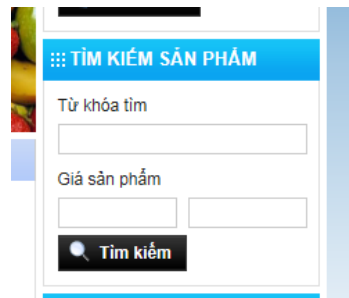 TÌM KIẾM SẢN PHẨM
Từ khóa tìm
Giá sản phẩm
Tìm kiếm